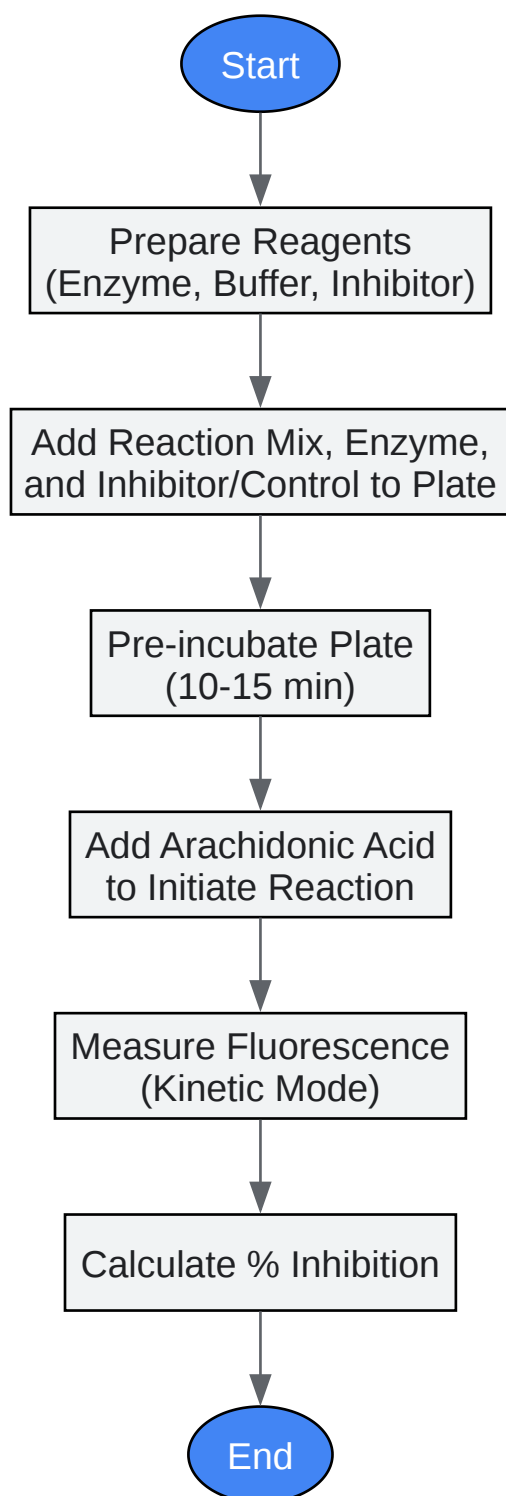 Start
Prepare Reagents
(Enzyme, Buffer, Inhibitor)
Add Reaction Mix, Enzyme,
and Inhibitor/Control to Plate
Pre-incubate Plate
(10-15 min)
Add Arachidonic Acid
to Initiate Reaction
Measure Fluorescence
(Kinetic Mode)
Calculate % Inhibition
End